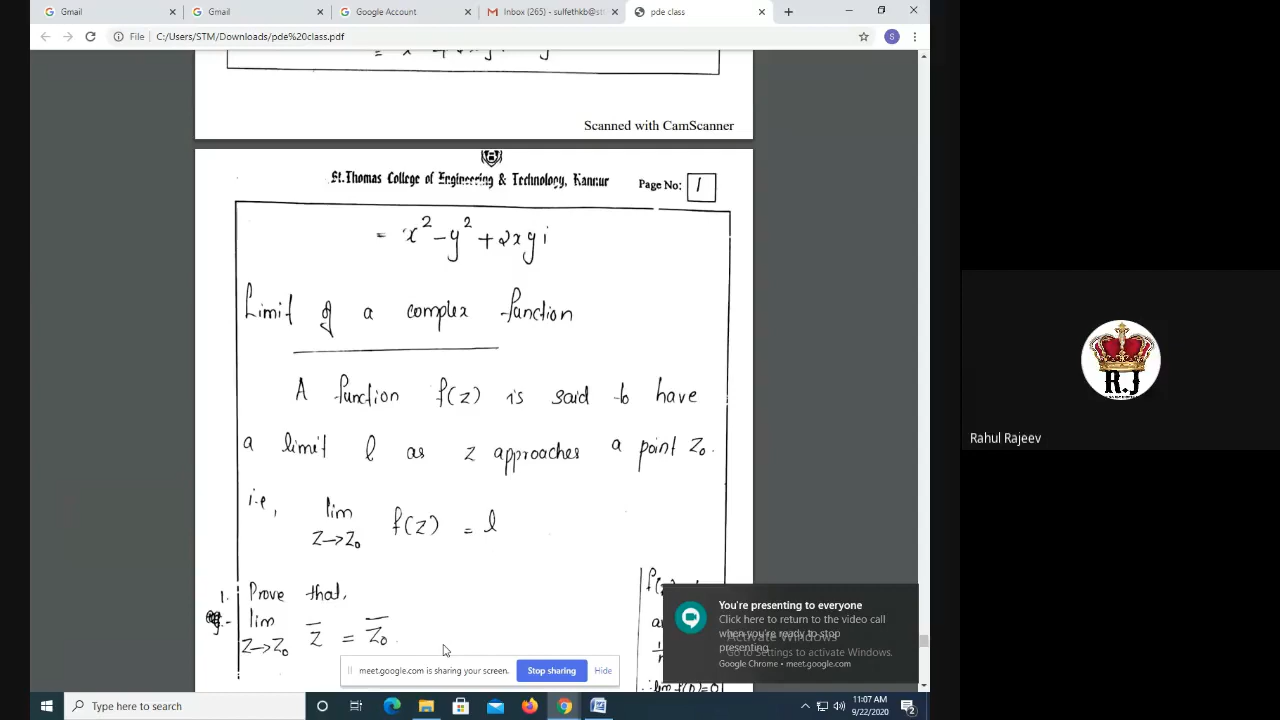 Gmail
Gmail
Google Account
Inbox (265) - sulfethkb@st
pde class
File
C:/Users/STM/Downloads/pde%20class.pdf
S
Scanned with CamScanner
St.Thomas College of Engineering & Technology, Kannur
Page No: 1
= x² - y² + 2xyi
Limit of a complex function
A function f(z) is said to have
a limit l as z approaches a point z₀.
i.e, lim z→z₀ f(z) = l
1. Prove that,
lim z→z₀ z̅ = z̅₀.
R.J
Rahul Rajeev
You're presenting to everyone
Click here to return to the video call
when you're ready to stop
presenting.
Google Chrome • meet.google.com
Activate Windows
Go to Settings to activate Windows.
meet.google.com is sharing your screen.
Stop sharing
Hide
Type here to search
11:07 AM
9/22/2020
2